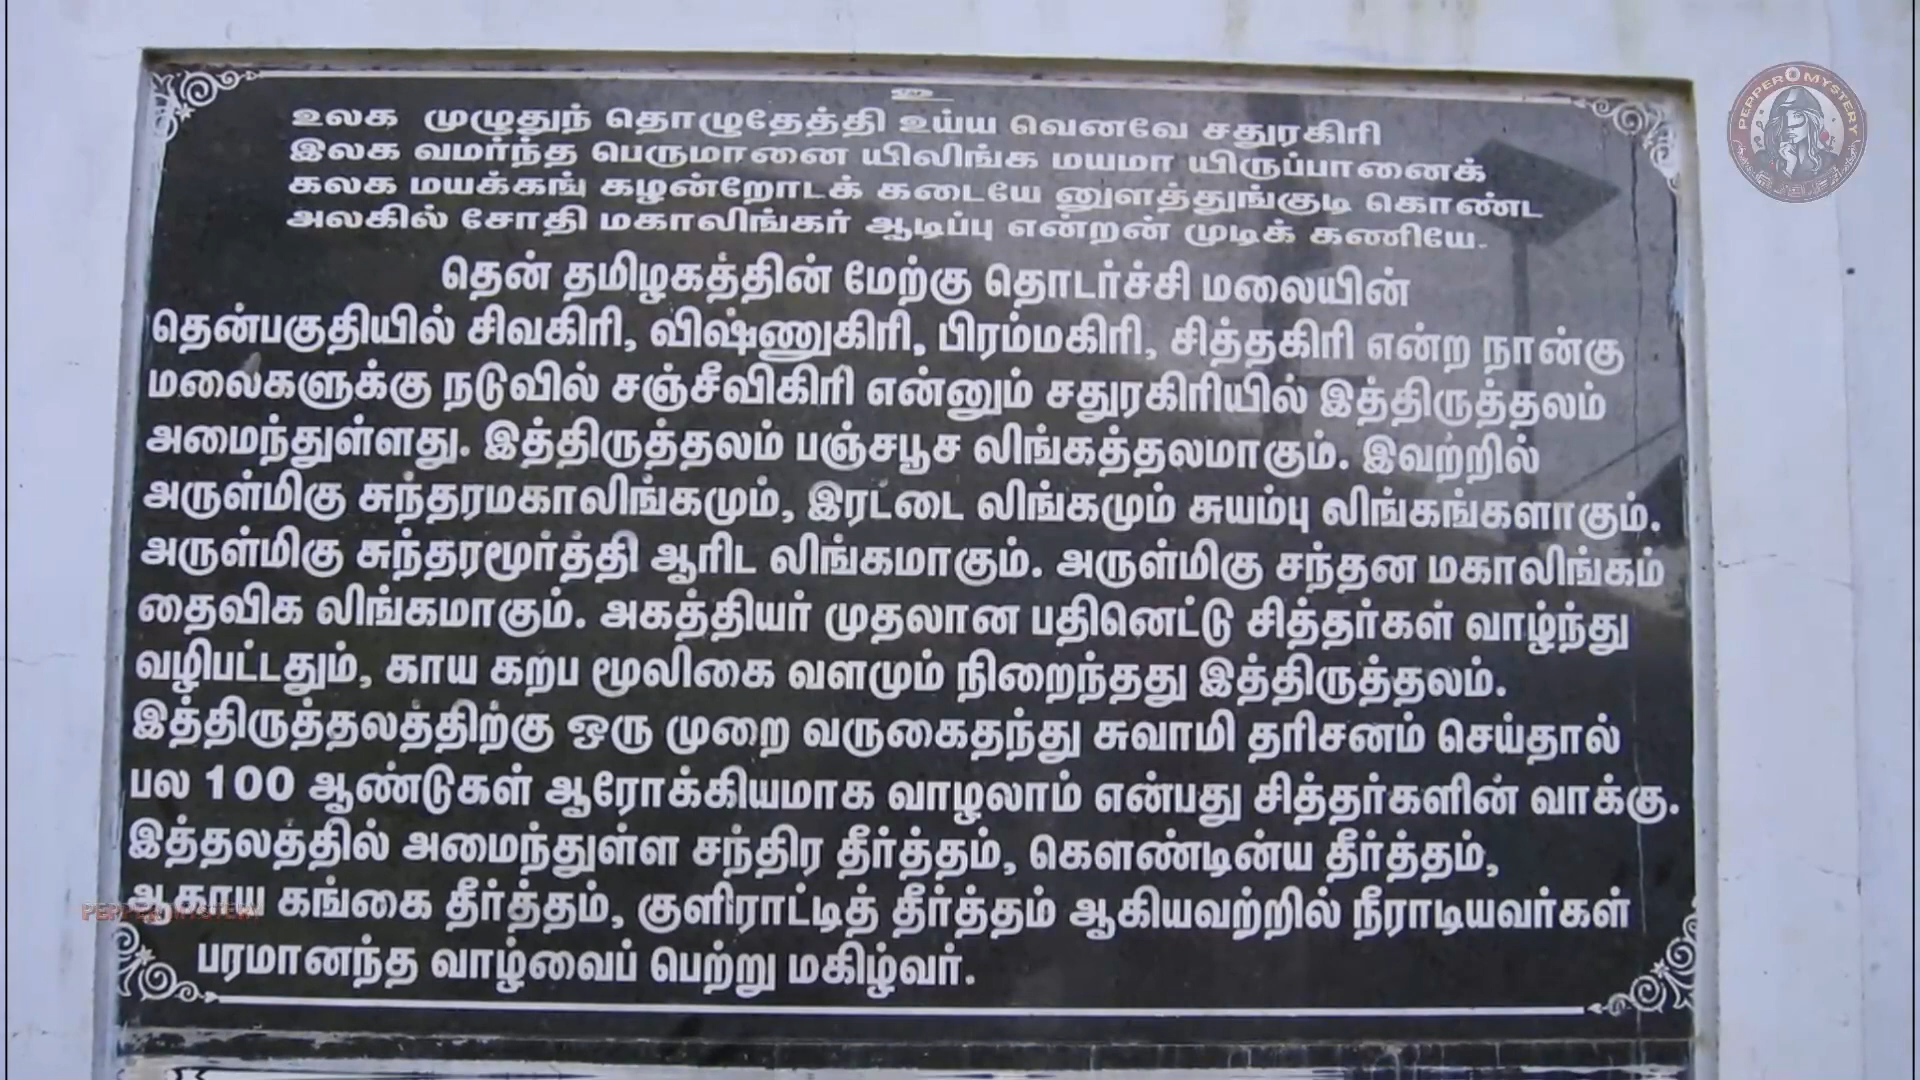 உலக முழுதுந் தொழுதேத்தி உய்ய வெனவே சதுரகிரி
இலக வமர்ந்த பெருமானை யிலிங்க மயமா யிருப்பானைக்
கலக மயக்கங் கழன்றோடக் கடையே னுளத்துங்குடி கொண்ட
அலகில் சோதி மகாலிங்கர் ஆடிப்பு என்றன் முடிக் கணியே.
தென் தமிழகத்தின் மேற்கு தொடர்ச்சி மலையின்
தென்பகுதியில் சிவகிரி, விஷ்ணுகிரி, பிரம்மகிரி, சித்தகிரி என்ற நான்கு
மலைகளுக்கு நடுவில் சஞ்சீவிகிரி என்னும் சதுரகிரியில் இத்திருத்தலம்
அமைந்துள்ளது. இத்திருத்தலம் பஞ்சபூச லிங்கத்தலமாகும். இவற்றில்
அருள்மிகு சுந்தரமகாலிங்கமும், இரட்டை லிங்கமும் சுயம்பு லிங்கங்களாகும்.
அருள்மிகு சுந்தரமூர்த்தி ஆரிட லிங்கமாகும். அருள்மிகு சந்தன மகாலிங்கம்
தைவிக லிங்கமாகும். அகத்தியர் முதலான பதினெட்டு சித்தர்கள் வாழ்ந்து
வழிபட்டதும், காய கற்ப மூலிகை வளமும் நிறைந்தது இத்திருத்தலம்.
இத்திருத்தலத்திற்கு ஒரு முறை வருகைதந்து சுவாமி தரிசனம் செய்தால்
பல 100 ஆண்டுகள் ஆரோக்கியமாக வாழலாம் என்பது சித்தர்களின் வாக்கு.
இத்தலத்தில் அமைந்துள்ள சந்திர தீர்த்தம், கௌண்டின்ய தீர்த்தம்,
ஆகாய கங்கை தீர்த்தம், குளிராட்டித் தீர்த்தம் ஆகியவற்றில் நீராடியவர்கள்
பரமானந்த வாழ்வைப் பெற்று மகிழ்வர்.
PEPPER MYSTERY
PEPPER MYSTERY